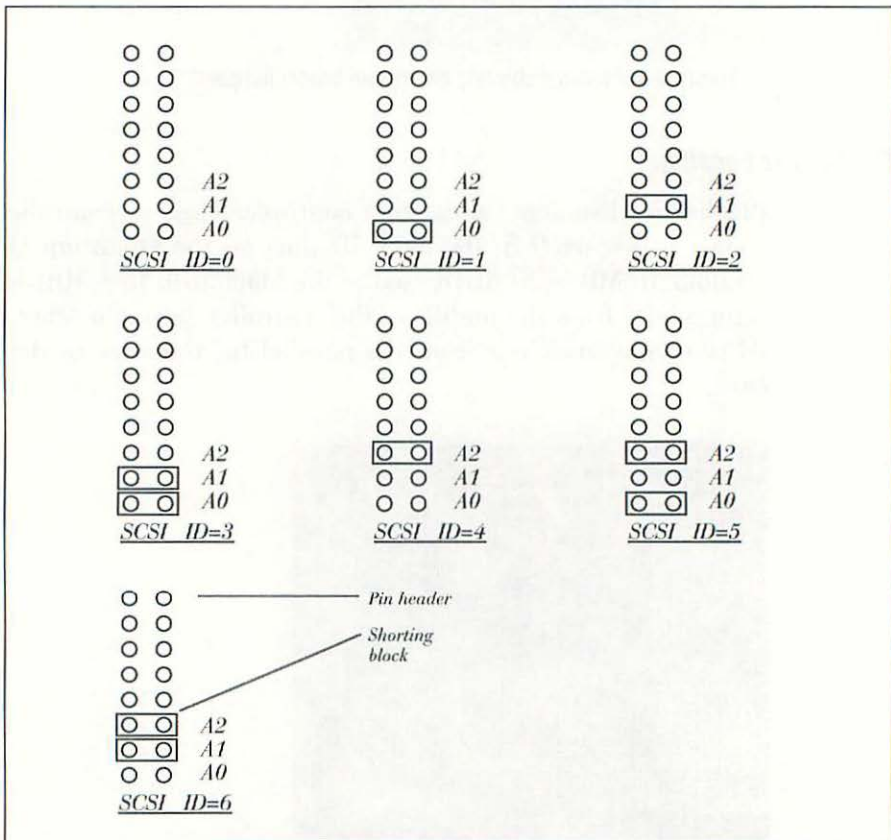 A2 A2 A2
A1 A1 A1
A0 A0 A0
SCSI ID=0 SCSI ID=1 SCSI ID=2
A2 A2 A2
A1 A1 A1
A0 A0 A0
SCSI ID=3 SCSI ID=4 SCSI ID=5
Pin header
Shorting
block
A2
A1
A0
SCSI ID=6